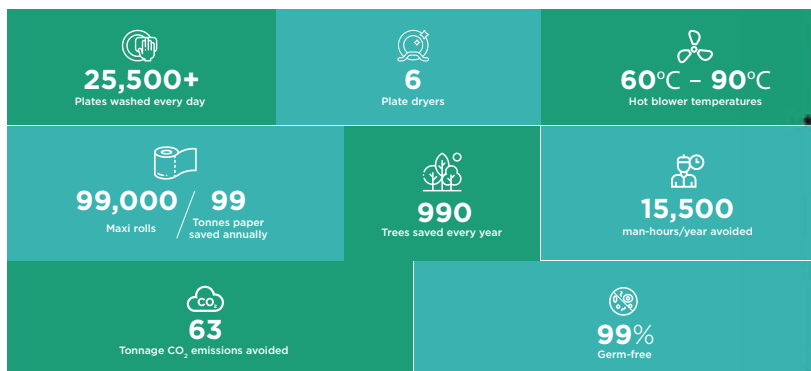 25,500+
Plates washed every day
6
Plate dryers
60°C – 90°C
Hot blower temperatures
99,000
Maxi rolls
99
Tonnes paper
saved annually
990
Trees saved every year
15,500
man-hours/year avoided
CO₂
63
Tonnage CO₂ emissions avoided
99%
Germ-free